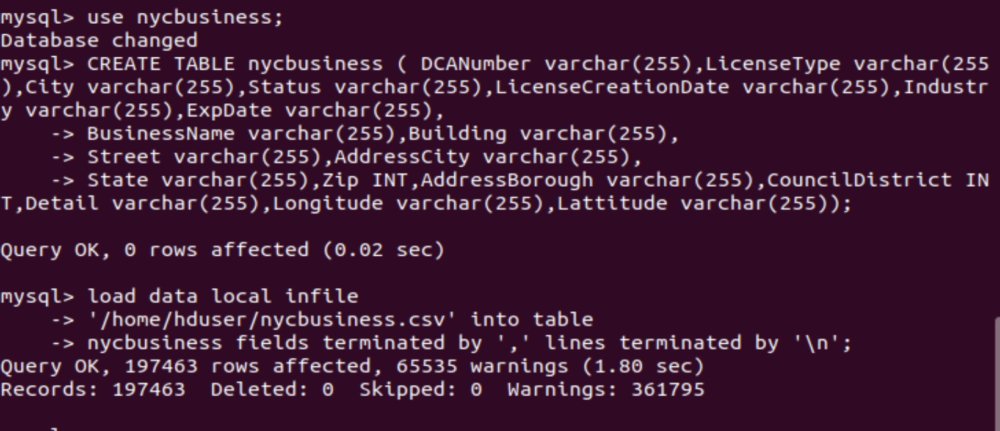 mysql> use nycbusiness;
Database changed
mysql> CREATE TABLE nycbusiness ( DCANumber varchar(255),LicenseType varchar(255
),City varchar(255),Status varchar(255),LicenseCreationDate varchar(255),Industr
y varchar(255),ExpDate varchar(255),
    -> BusinessName varchar(255),Building varchar(255),
    -> Street varchar(255),AddressCity varchar(255),
    -> State varchar(255),Zip INT,AddressBorough varchar(255),CouncilDistrict IN
T,Detail varchar(255),Longitude varchar(255),Lattitude varchar(255));
Query OK, 0 rows affected (0.02 sec)
mysql> load data local infile
    -> '/home/hduser/nycbusiness.csv' into table
    -> nycbusiness fields terminated by ',' lines terminated by '\n';
Query OK, 197463 rows affected, 65535 warnings (1.80 sec)
Records: 197463  Deleted: 0  Skipped: 0  Warnings: 361795